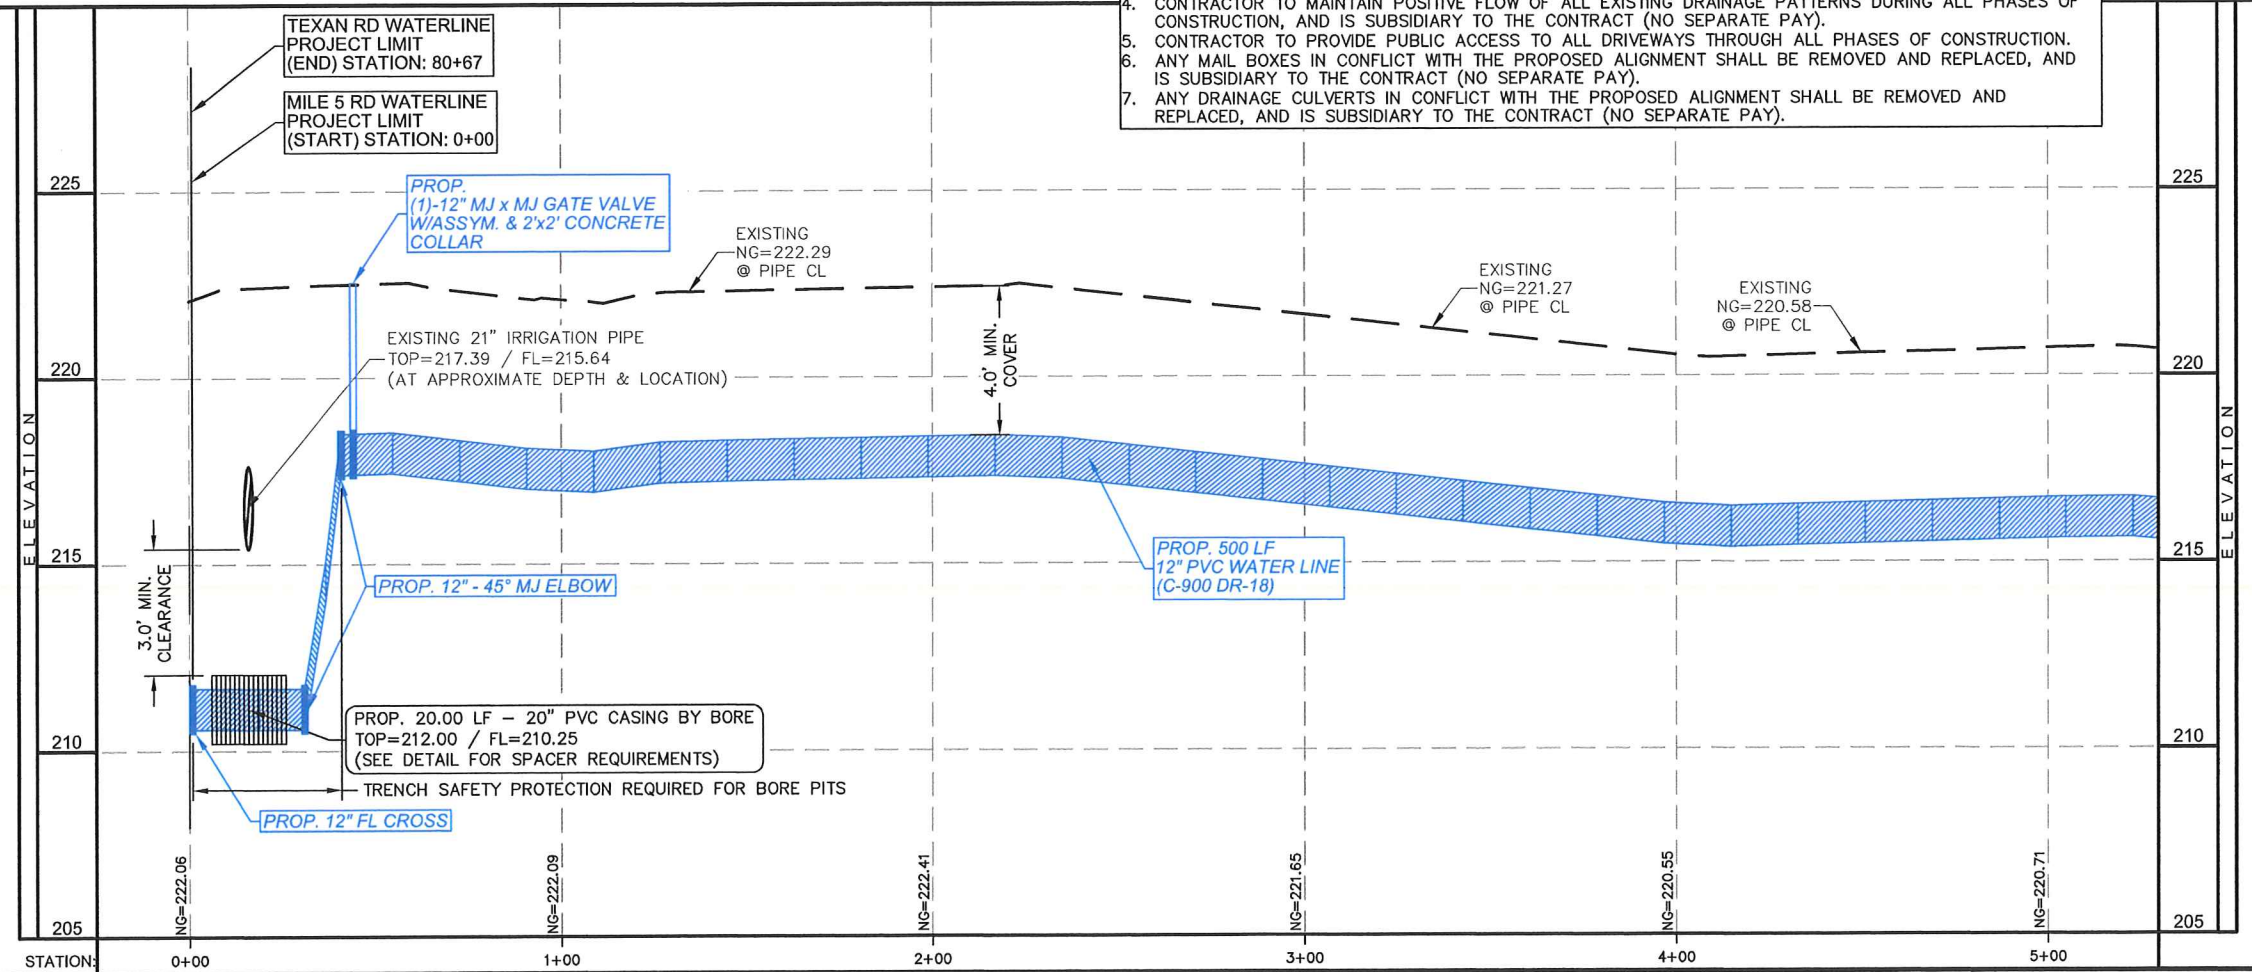 4. CONTRACTOR TO MAINTAIN POSITIVE FLOW OF ALL EXISTING DRAINAGE PATTERNS DURING ALL PHASES OF
CONSTRUCTION, AND IS SUBSIDIARY TO THE CONTRACT (NO SEPARATE PAY).
5. CONTRACTOR TO PROVIDE PUBLIC ACCESS TO ALL DRIVEWAYS THROUGH ALL PHASES OF CONSTRUCTION.
6. ANY MAIL BOXES IN CONFLICT WITH THE PROPOSED ALIGNMENT SHALL BE REMOVED AND REPLACED, AND
IS SUBSIDIARY TO THE CONTRACT (NO SEPARATE PAY).
7. ANY DRAINAGE CULVERTS IN CONFLICT WITH THE PROPOSED ALIGNMENT SHALL BE REMOVED AND
REPLACED, AND IS SUBSIDIARY TO THE CONTRACT (NO SEPARATE PAY).
TEXAN RD WATERLINE
PROJECT LIMIT
(END) STATION: 80+67
MILE 5 RD WATERLINE
PROJECT LIMIT
(START) STATION: 0+00
PROP.
(1)-12" MJ x MJ GATE VALVE
W/ASSYM. & 2'x2' CONCRETE
COLLAR
EXISTING
NG=222.29
@ PIPE CL
EXISTING
NG=221.27
@ PIPE CL
EXISTING
NG=220.58
@ PIPE CL
EXISTING 21" IRRIGATION PIPE
TOP=217.39 / FL=215.64
(AT APPROXIMATE DEPTH & LOCATION)
4.0' MIN.
COVER
3.0' MIN.
CLEARANCE
PROP. 12" - 45° MJ ELBOW
PROP. 500 LF
12" PVC WATER LINE
(C-900 DR-18)
PROP. 20.00 LF – 20" PVC CASING BY BORE
TOP=212.00 / FL=210.25
(SEE DETAIL FOR SPACER REQUIREMENTS)
TRENCH SAFETY PROTECTION REQUIRED FOR BORE PITS
PROP. 12" FL CROSS
ELEVATION
225
220
215
210
205
ELEVATION
225
220
215
210
205
NG=222.06
NG=222.09
NG=222.41
NG=221.65
NG=220.55
NG=220.71
STATION:
0+00
1+00
2+00
3+00
4+00
5+00